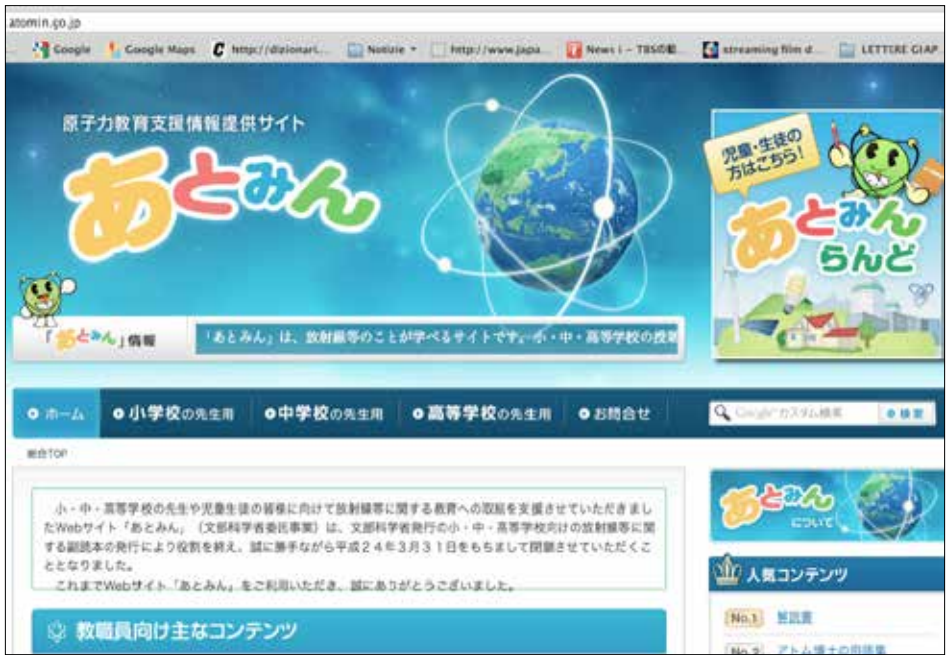 atomin.go.jp
Google Google Maps http://dizionari... Notizie http://www.japa... News i - TBSの動... streaming film d... LETTERE GIAP
原子力教育支援情報提供サイト
あとみん
児童・生徒の
方はこちら!
あとみん
らんど
「あとみん」情報
「あとみん」は、放射線等のことが学べるサイトです。小・中・高等学校の授業
ホーム 小学校の先生用 中学校の先生用 高等学校の先生用 お問合せ
Google カスタム検索 検索
総合TOP
小・中・高等学校の先生や児童生徒の皆様に向けて放射線等に関する教育への取組を支援させていただきまし
たWebサイト「あとみん」（文部科学省委託事業）は、文部科学省発行の小・中・高等学校向けの放射線等に関
する副読本の発行により役割を終え、誠に勝手ながら平成24年3月31日をもちまして閉鎖させていただくこ
ととなりました。
これまでWebサイト「あとみん」をご利用いただき、誠にありがとうございました。
あとみん
について
人気コンテンツ
教職員向け主なコンテンツ
No.1 解説書
No.2 アトム博士の用語集